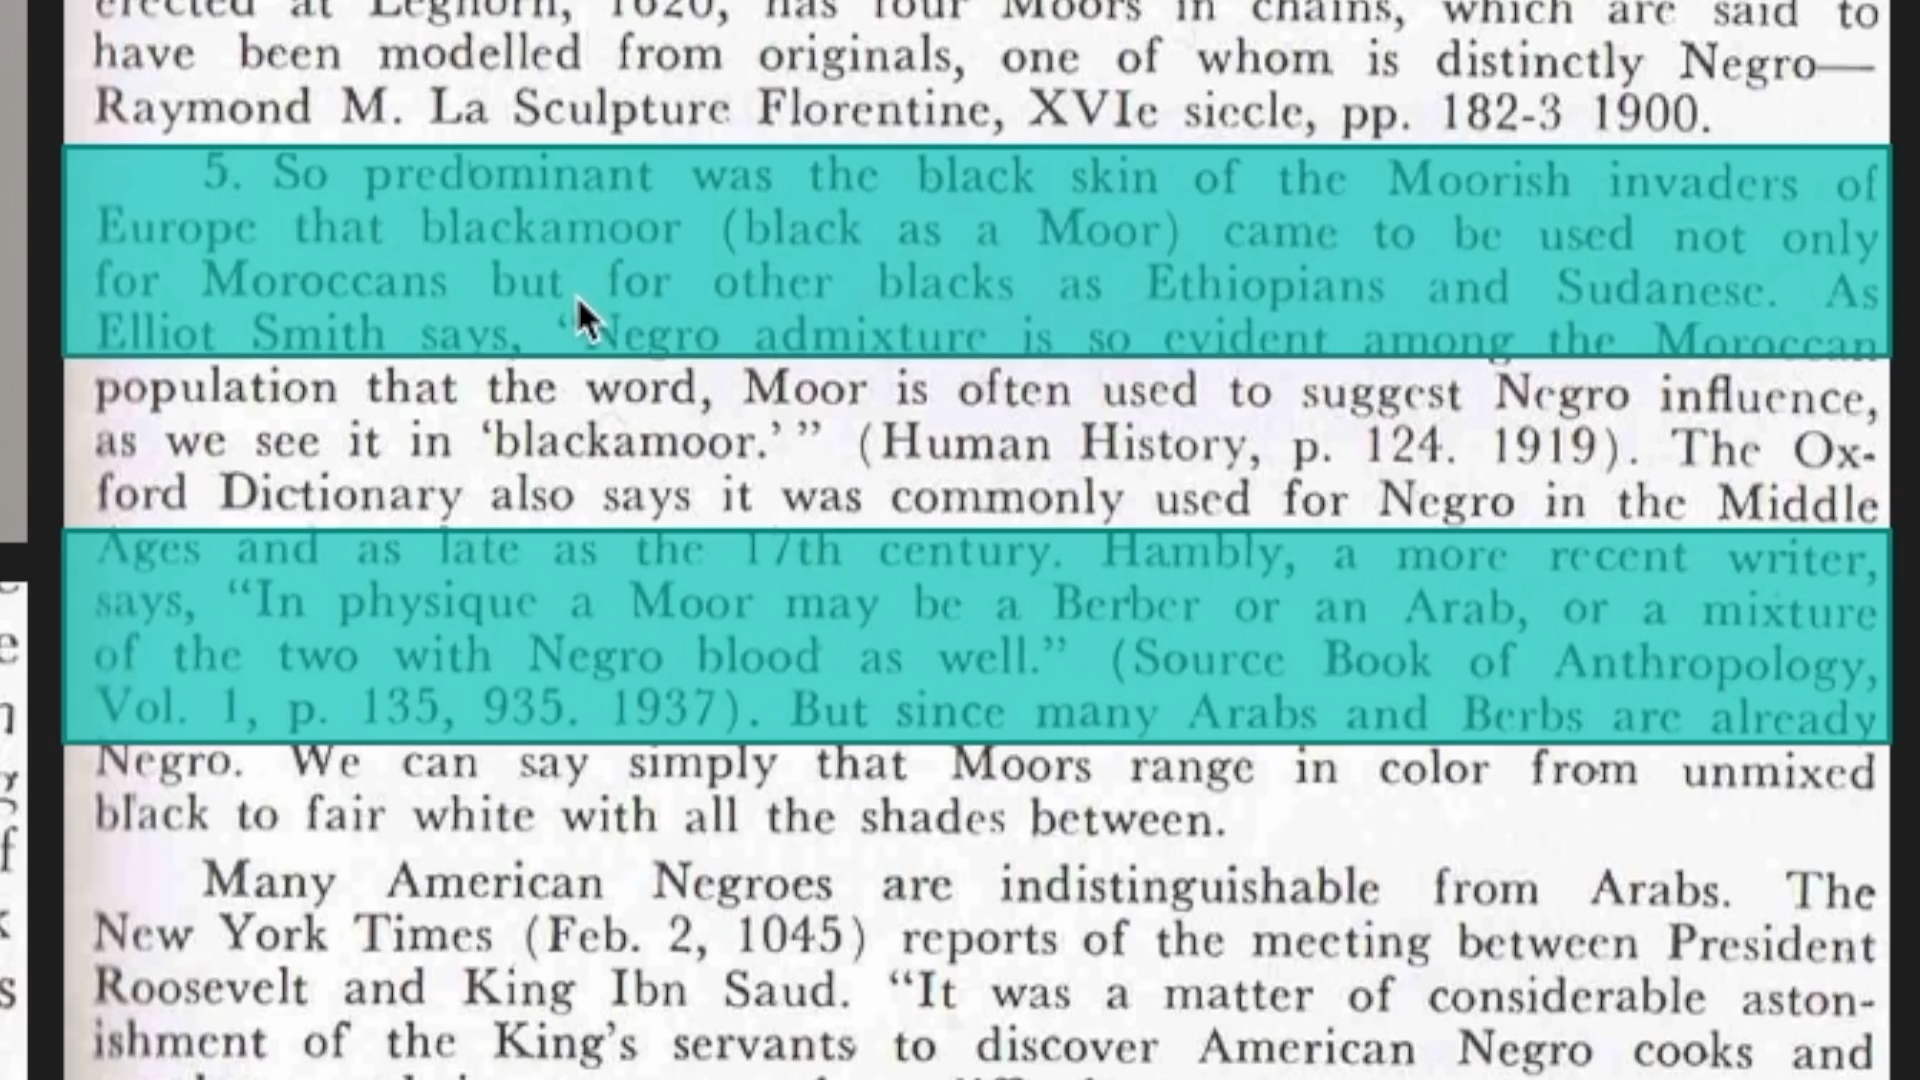 erected at Leghorn, 1620, has four Moors in chains, which are said to
have been modelled from originals, one of whom is distinctly Negro—
Raymond M. La Sculpture Florentine, XVIe siecle, pp. 182-3 1900.
5. So predominant was the black skin of the Moorish invaders of
Europe that blackamoor (black as a Moor) came to be used not only
for Moroccans but for other blacks as Ethiopians and Sudanese. As
Elliot Smith says, "Negro admixture is so evident among the Moroccan
population that the word, Moor is often used to suggest Negro influence,
as we see it in ‘blackamoor.’ ” (Human History, p. 124. 1919). The Ox-
ford Dictionary also says it was commonly used for Negro in the Middle
Ages and as late as the 17th century. Hambly, a more recent writer,
says, “In physique a Moor may be a Berber or an Arab, or a mixture
of the two with Negro blood as well.” (Source Book of Anthropology,
Vol. 1, p. 135, 935. 1937). But since many Arabs and Berbs are already
Negro. We can say simply that Moors range in color from unmixed
black to fair white with all the shades between.
Many American Negroes are indistinguishable from Arabs. The
New York Times (Feb. 2, 1045) reports of the meeting between President
Roosevelt and King Ibn Saud. “It was a matter of considerable aston-
ishment of the King’s servants to discover American Negro cooks and